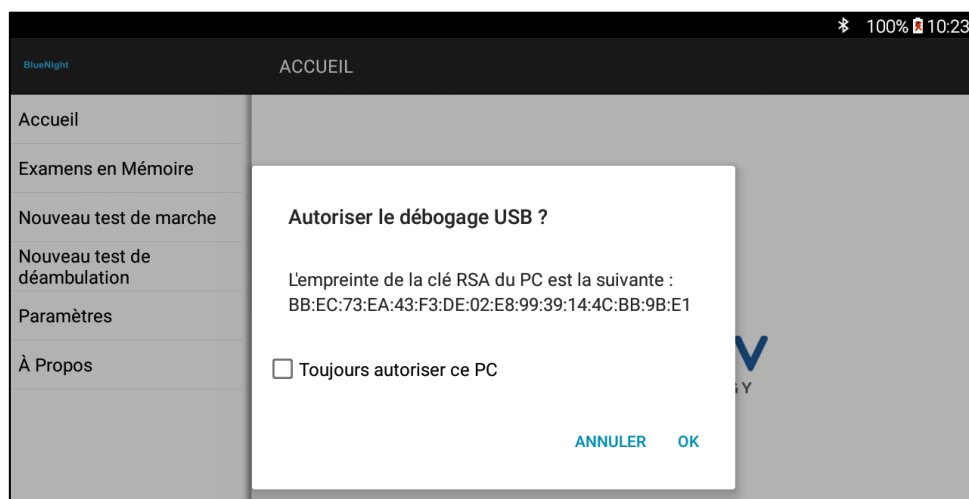 100% 10:23
BlueNight
ACCUEIL
Accueil
Examens en Mémoire
Nouveau test de marche
Nouveau test de
déambulation
Paramètres
À Propos
Autoriser le débogage USB ?
L'empreinte de la clé RSA du PC est la suivante :
BB:EC:73:EA:43:F3:DE:02:E8:99:39:14:4C:BB:9B:E1
Toujours autoriser ce PC
ANNULER OK
V
GY